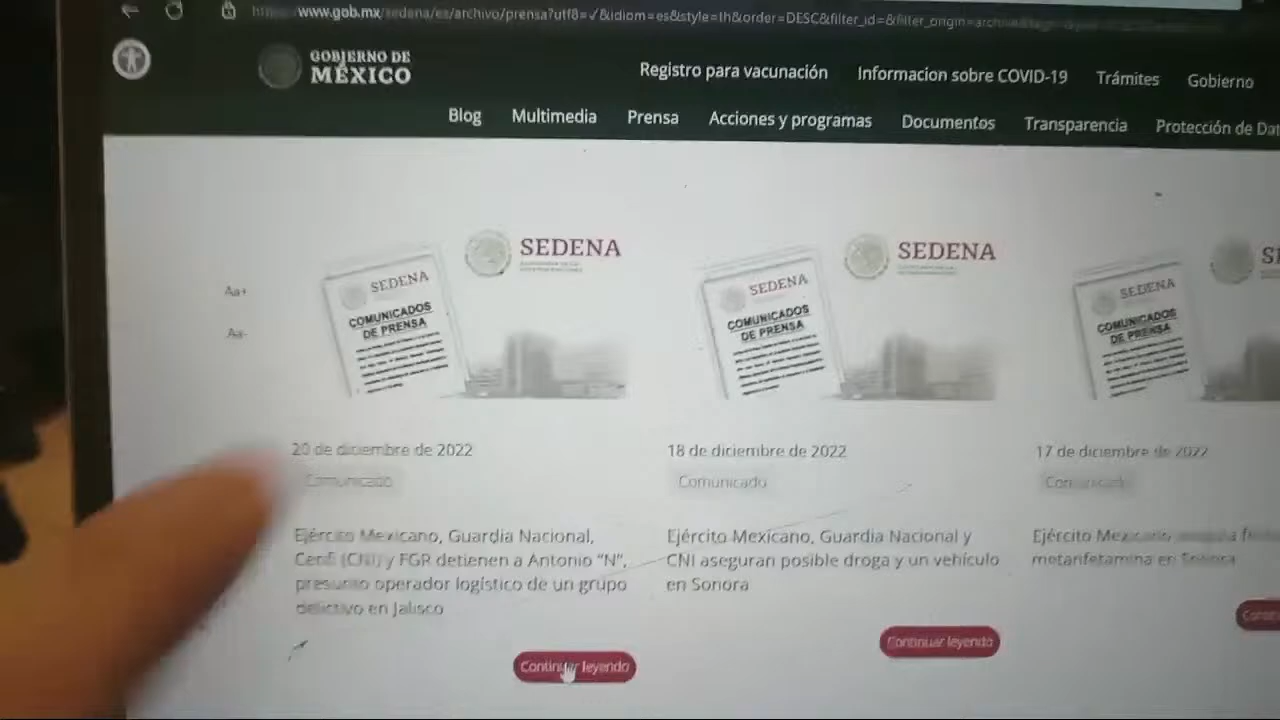 www.gob.mx/sedena/es/archivo/prensa?utf8=✓&idiom=es&style=lh&order=DESC&filter_id=&filter_origin=archive
GOBIERNO DE
MÉXICO
Registro para vacunación Informacion sobre COVID-19 Trámites Gobierno
Blog Multimedia Prensa Acciones y programas Documentos Transparencia Protección de Dat
Aa+
Aa-
SEDENA
SEDENA
COMUNICADOS
DE PRENSA
20 de diciembre de 2022
Comunicado
Ejército Mexicano, Guardia Nacional,
Cenfi (CNI) y FGR detienen a Antonio "N",
presunto operador logístico de un grupo
delictivo en Jalisco
Continuar leyendo
SEDENA
SEDENA
COMUNICADOS
DE PRENSA
18 de diciembre de 2022
Comunicado
Ejército Mexicano, Guardia Nacional y
CNI aseguran posible droga y un vehículo
en Sonora
Continuar leyendo
SEDENA
COMUNICADOS
DE PRENSA
17 de diciembre de 2022
Comunicado
Ejército Mexicano
metanfetamina en Sonora